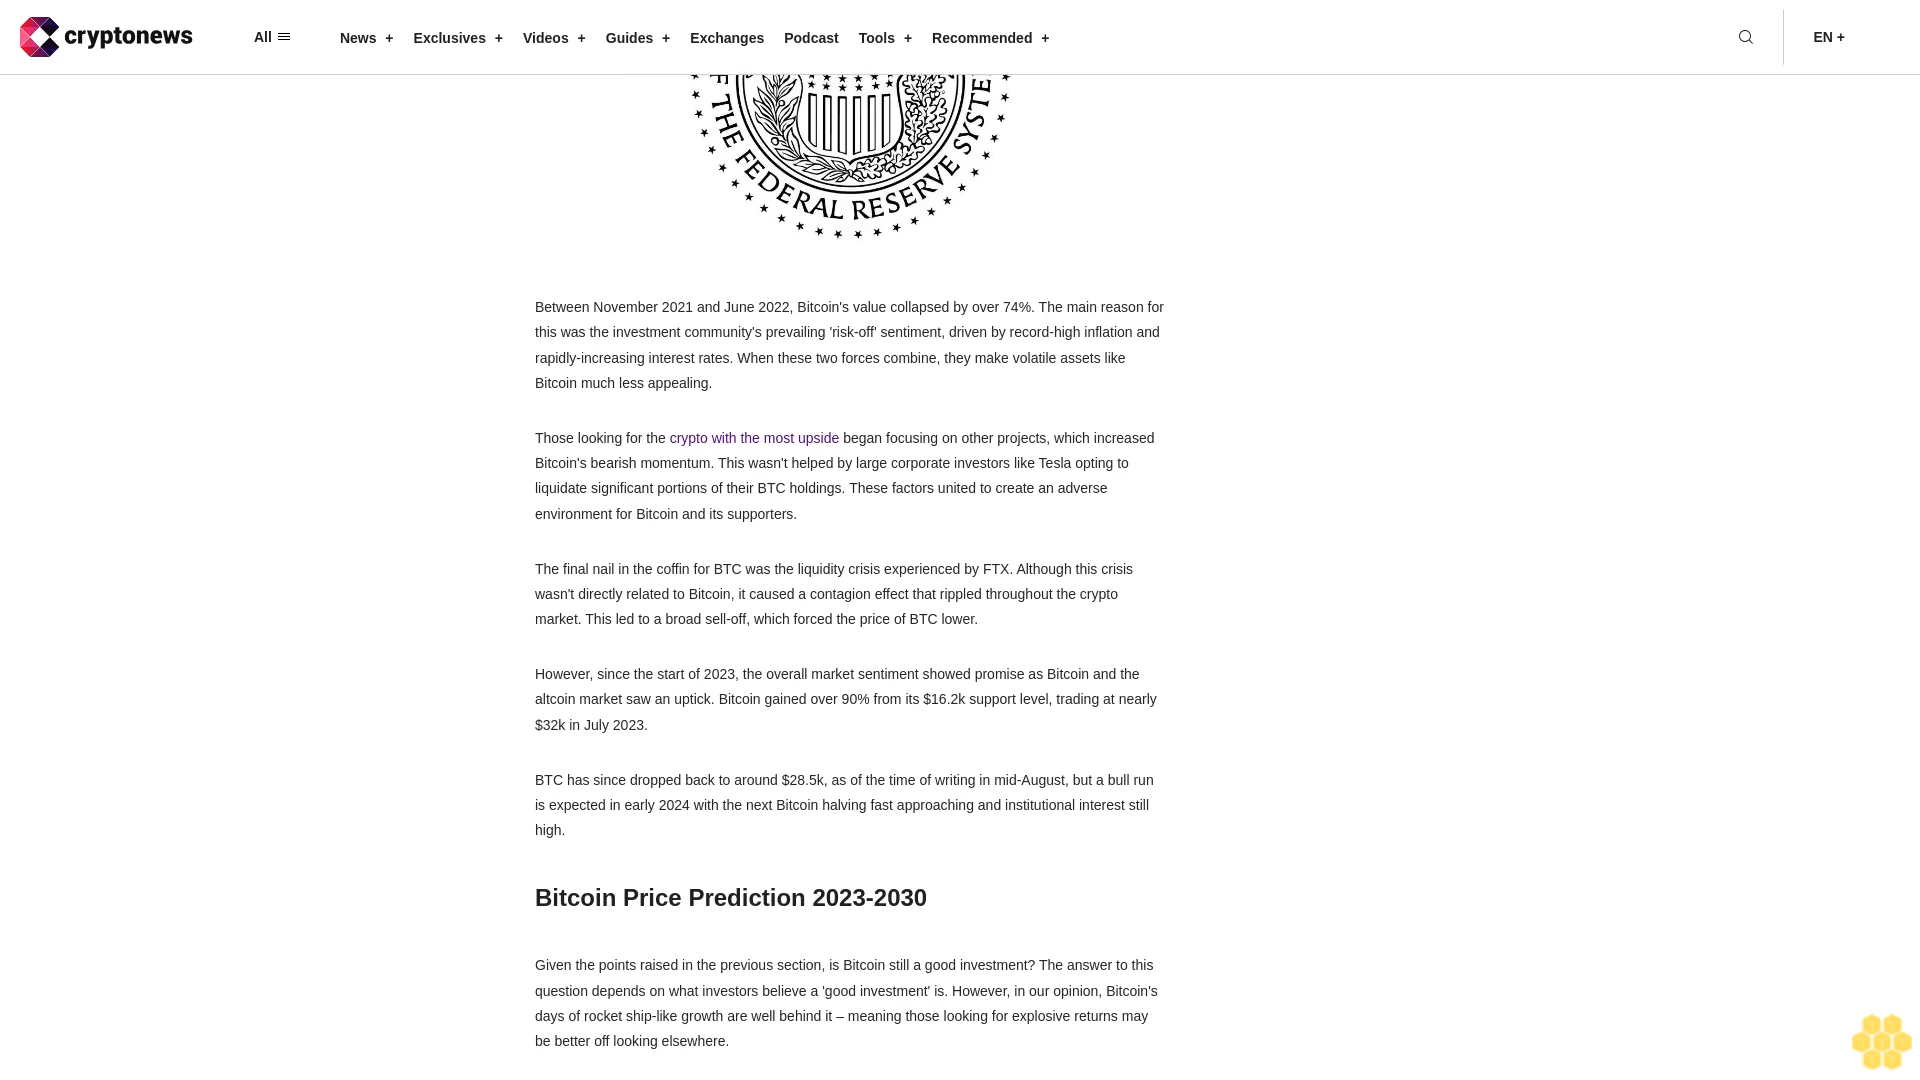 cryptonews
All
News +
Exclusives +
Videos +
Guides +
Exchanges
Podcast
Tools +
Recommended +
EN +
THE FEDERAL RESERVE SYSTE
Between November 2021 and June 2022, Bitcoin's value collapsed by over 74%. The main reason for
this was the investment community's prevailing 'risk-off' sentiment, driven by record-high inflation and
rapidly-increasing interest rates. When these two forces combine, they make volatile assets like
Bitcoin much less appealing.
Those looking for the crypto with the most upside began focusing on other projects, which increased
Bitcoin's bearish momentum. This wasn't helped by large corporate investors like Tesla opting to
liquidate significant portions of their BTC holdings. These factors united to create an adverse
environment for Bitcoin and its supporters.
The final nail in the coffin for BTC was the liquidity crisis experienced by FTX. Although this crisis
wasn't directly related to Bitcoin, it caused a contagion effect that rippled throughout the crypto
market. This led to a broad sell-off, which forced the price of BTC lower.
However, since the start of 2023, the overall market sentiment showed promise as Bitcoin and the
altcoin market saw an uptick. Bitcoin gained over 90% from its $16.2k support level, trading at nearly
$32k in July 2023.
BTC has since dropped back to around $28.5k, as of the time of writing in mid-August, but a bull run
is expected in early 2024 with the next Bitcoin halving fast approaching and institutional interest still
high.
Bitcoin Price Prediction 2023-2030
Given the points raised in the previous section, is Bitcoin still a good investment? The answer to this
question depends on what investors believe a 'good investment' is. However, in our opinion, Bitcoin's
days of rocket ship-like growth are well behind it – meaning those looking for explosive returns may
be better off looking elsewhere.